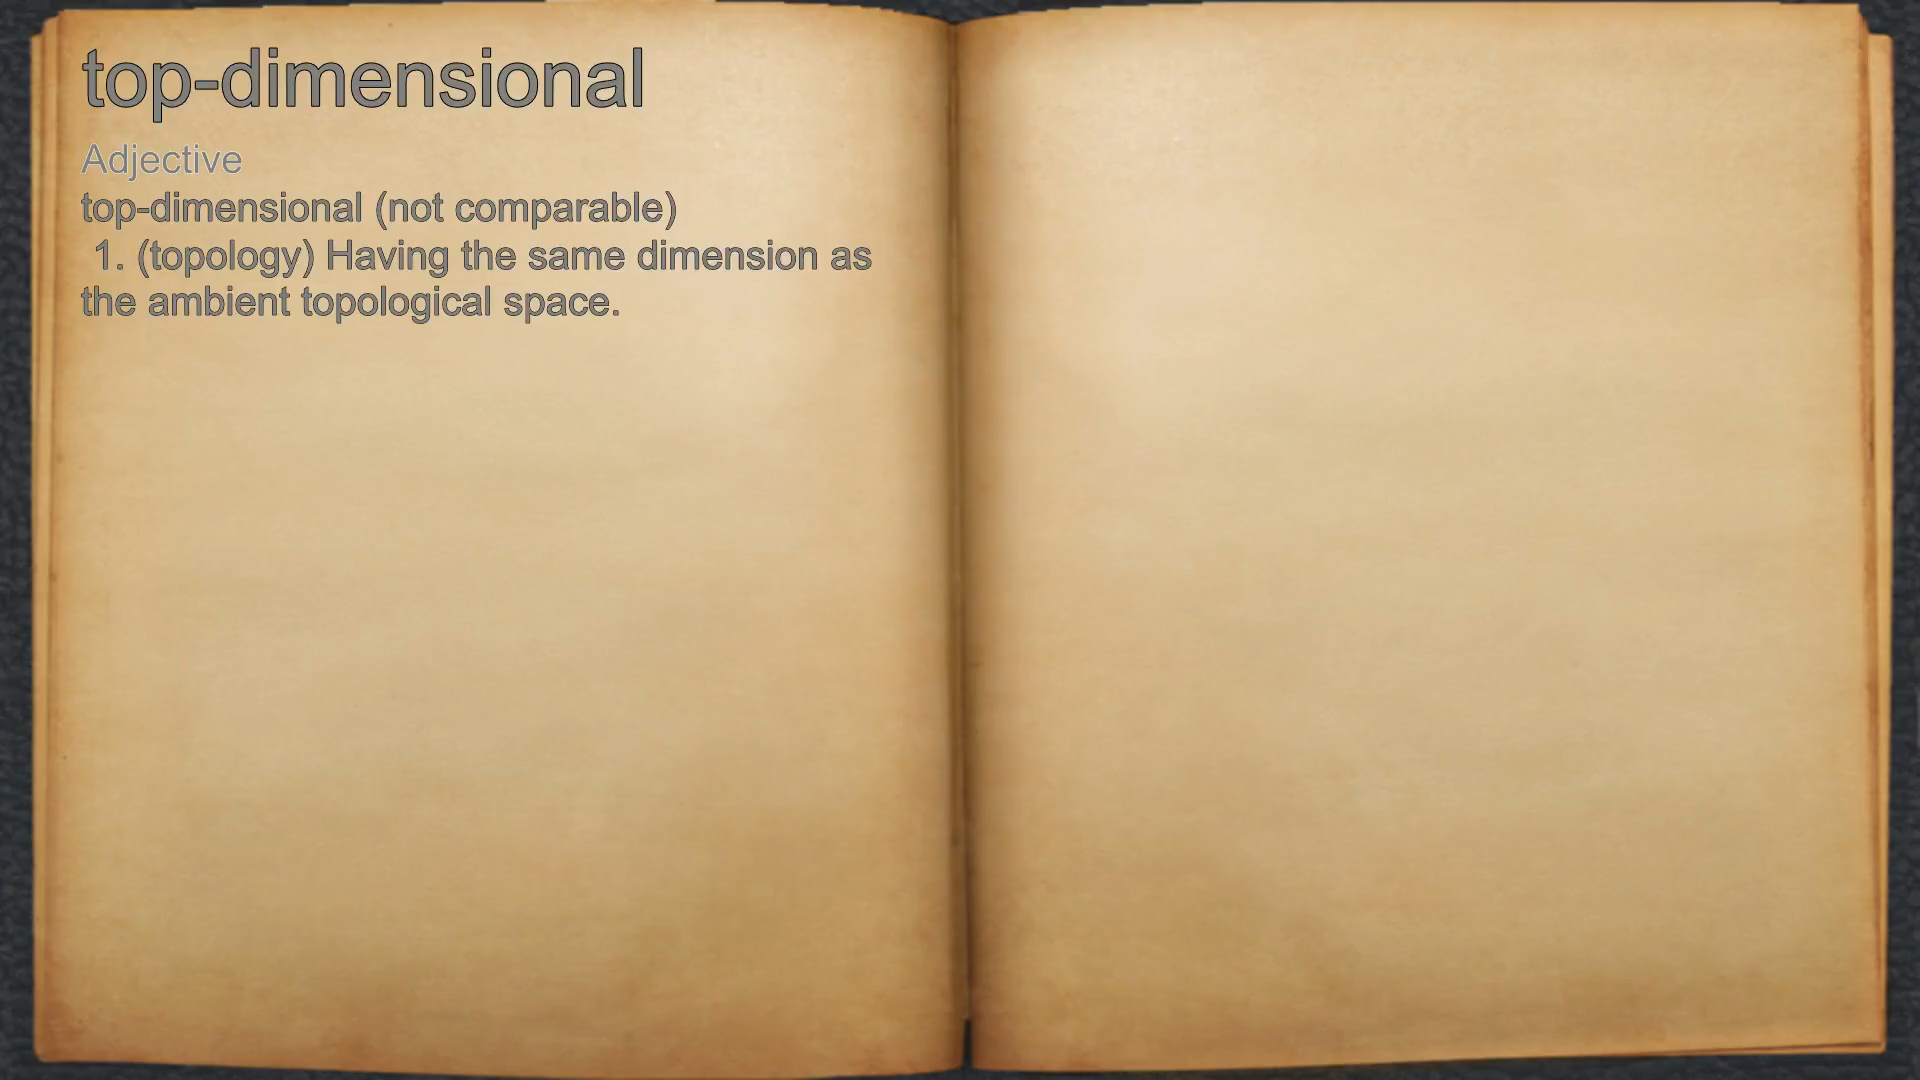 top-dimensional
Adjective
top-dimensional (not comparable)
1. (topology) Having the same dimension as
the ambient topological space.